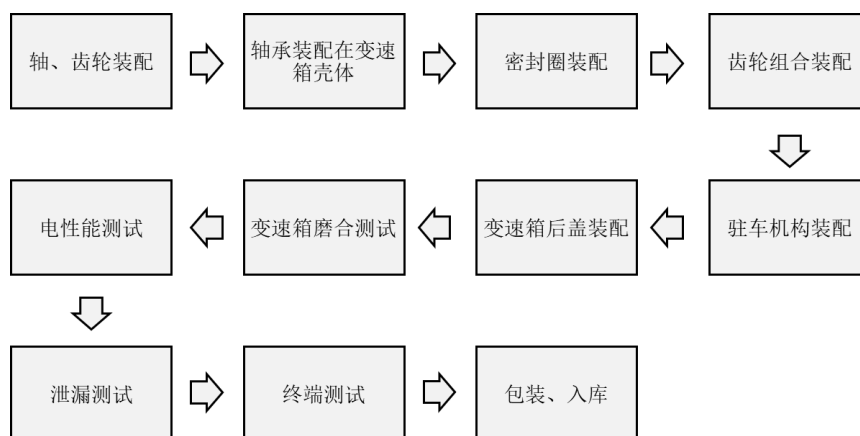 轴、齿轮装配
轴承装配在变速
箱壳体
密封圈装配
齿轮组合装配
驻车机构装配
变速箱后盖装配
变速箱磨合测试
电性能测试
泄漏测试
终端测试
包装、入库